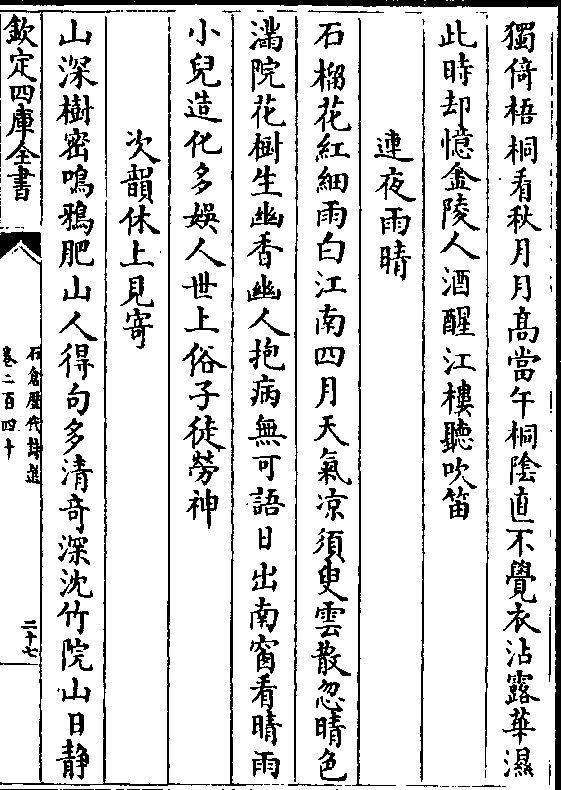 獨倚梧桐看秋月月高當午桐陰直不覺衣沾露華濕
此時却憶金陵人酒醒江樓聽吹笛
連夜雨晴
石榴花紅細雨白江南四月天氣凉須臾雲散忽晴色
滿院花樹生幽香幽人抱病無可語日出南窗看晴雨
小兒造化多娛人世上俗子徒勞神
次韻休上見寄
山深樹密鳴鴉肥山人得句多清奇深沈竹院山日静
欽定四庫全書
石倉歷代詩選
卷二百四十
二十七